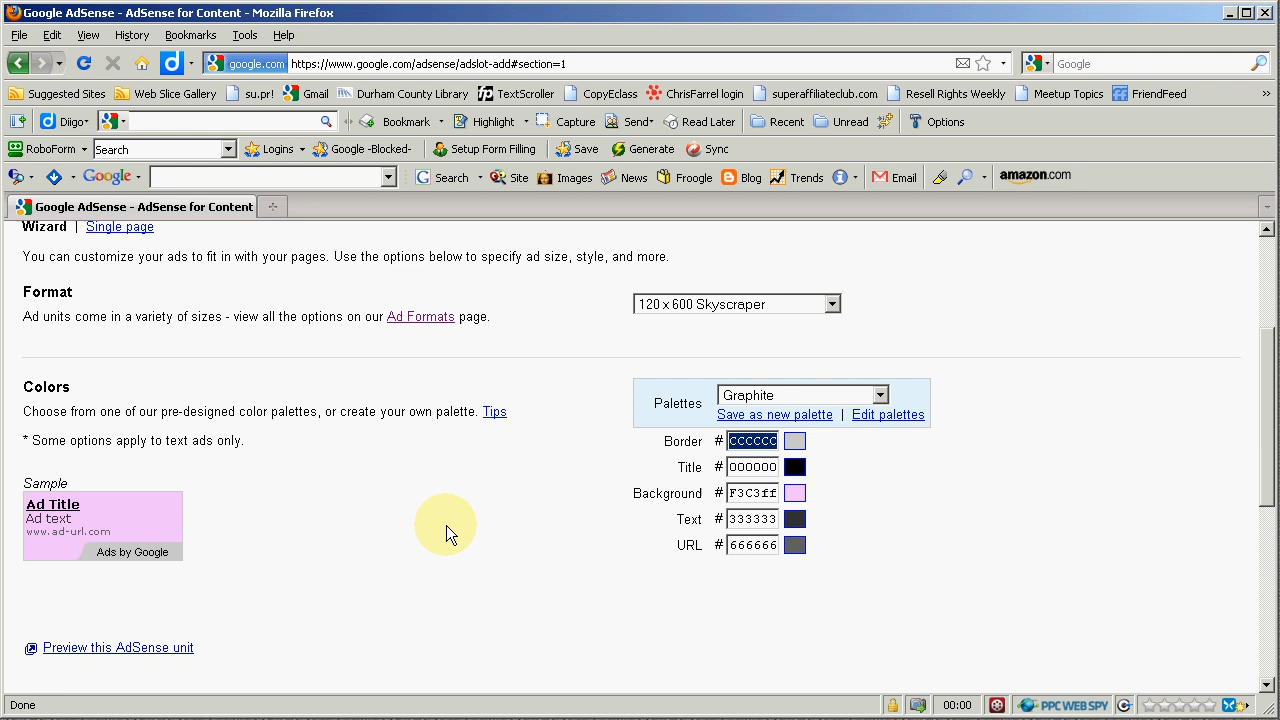 Google AdSense - AdSense for Content - Mozilla Firefox
File Edit View History Bookmarks Tools Help
google.com https://www.google.com/adsense/adslot-add#section=1 Google
Suggested Sites Web Slice Gallery su.pr! Gmail Durham County Library TextScroller CopyEclass ChrisFarrel login superaffiliateclub.com Resell Rights Weekly Meetup Topics FriendFeed »
Diigo Bookmark Highlight Capture Send Read Later Recent Unread Options
RoboForm Search Logins Google -Blocked- Setup Form Filling Save Generate Sync
Google Search Site Images News Froogle Blog Trends Email amazon.com
Google AdSense - AdSense for Content
Wizard | Single page
You can customize your ads to fit in with your pages. Use the options below to specify ad size, style, and more.
Format
120 x 600 Skyscraper
Ad units come in a variety of sizes - view all the options on our Ad Formats page.
Colors
Palettes Graphite
Choose from one of our pre-designed color palettes, or create your own palette. Tips
Save as new palette | Edit palettes
* Some options apply to text ads only.
Border # CCCCCC
Title # 000000
Sample
Background # F3C3ff
Ad Title
Ad text
Text # 333333
www.ad-url.com
URL # 666666
Ads by Google
Preview this AdSense unit
Done 00:00 PPC WEB SPY